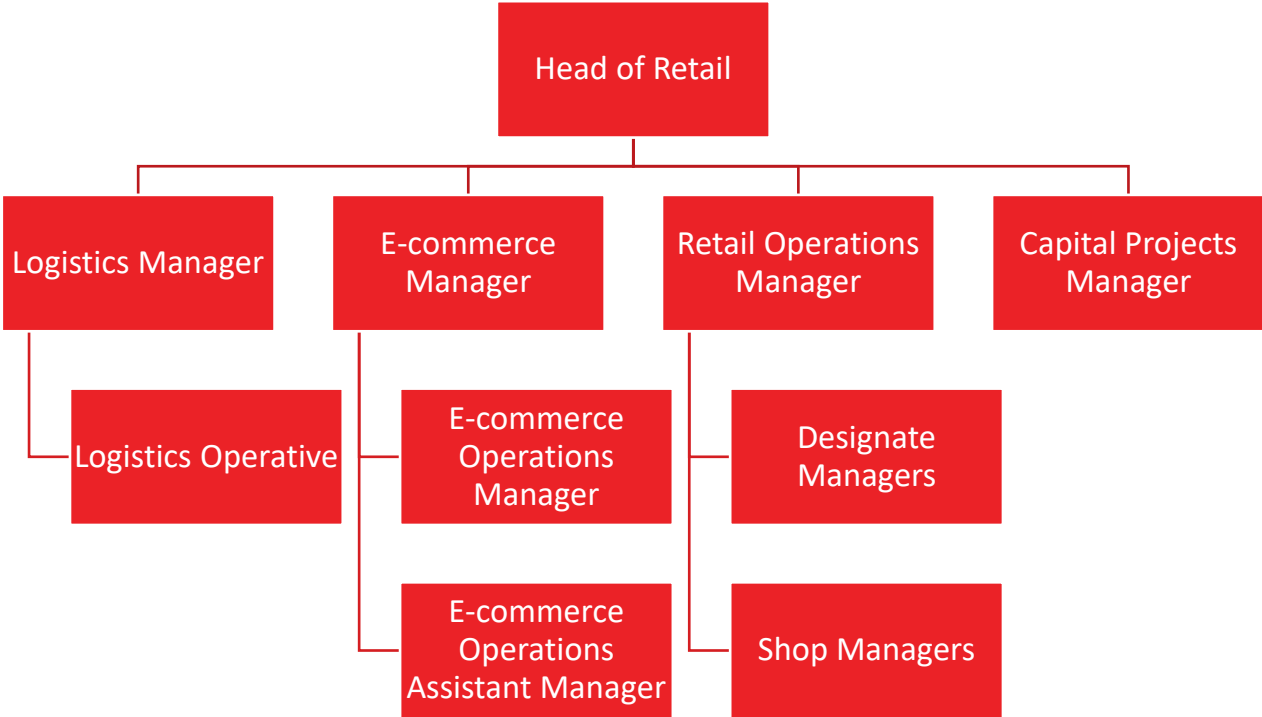 Head of Retail
Logistics Manager
E-commerce
Manager
Retail Operations
Manager
Capital Projects
Manager
Logistics Operative
E-commerce
Operations
Manager
Designate
Managers
E-commerce
Operations
Assistant Manager
Shop Managers